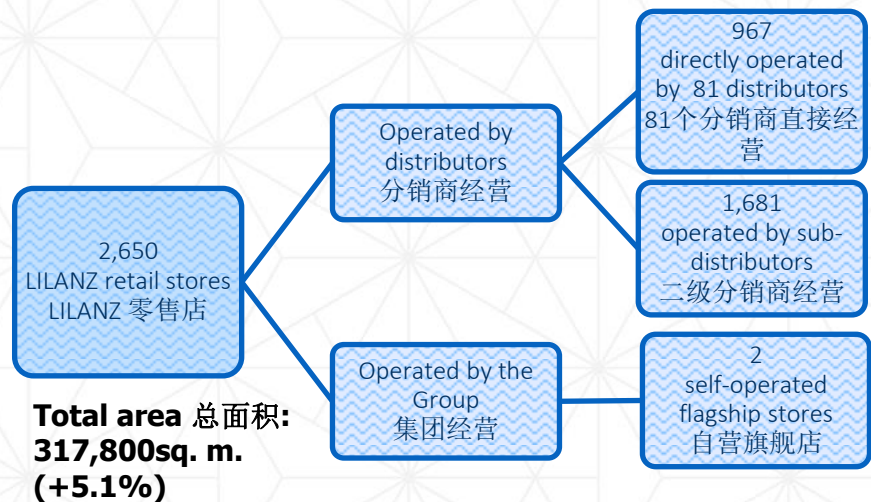 2,650
LILANZ retail stores
LILANZ 零售店
Total area 总面积:
317,800sq. m.
(+5.1%)
Operated by
distributors
分销商经营
Operated by the
Group
集团经营
967
directly operated
by 81 distributors
81个分销商直接经
营
1,681
operated by sub-
distributors
二级分销商经营
2
self-operated
flagship stores
自营旗舰店